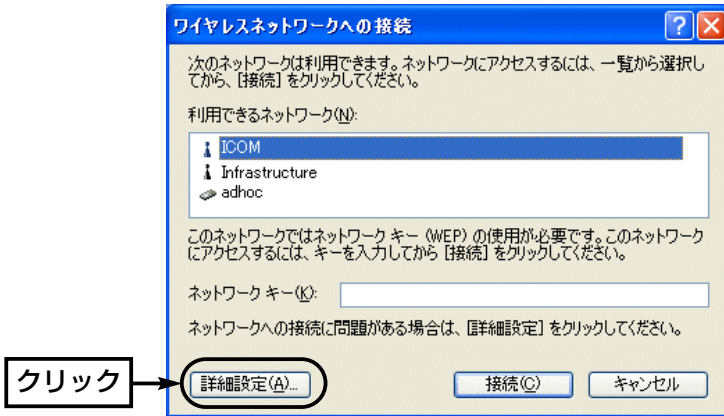 ワイヤレスネットワークへの接続
次のネットワークは利用できます。ネットワークにアクセスするには、一覧から選択し
てから、[接続] をクリックしてください。
利用できるネットワーク(N):
ICOM
Infrastructure
adhoc
このネットワークではネットワーク キー (WEP) の使用が必要です。このネットワーク
にアクセスするには、キーを入力してから [接続] をクリックしてください。
ネットワーク キー(K):
ネットワークへの接続に問題がある場合は、[詳細設定] をクリックしてください。
クリック
詳細設定(A)...
接続(C)
キャンセル